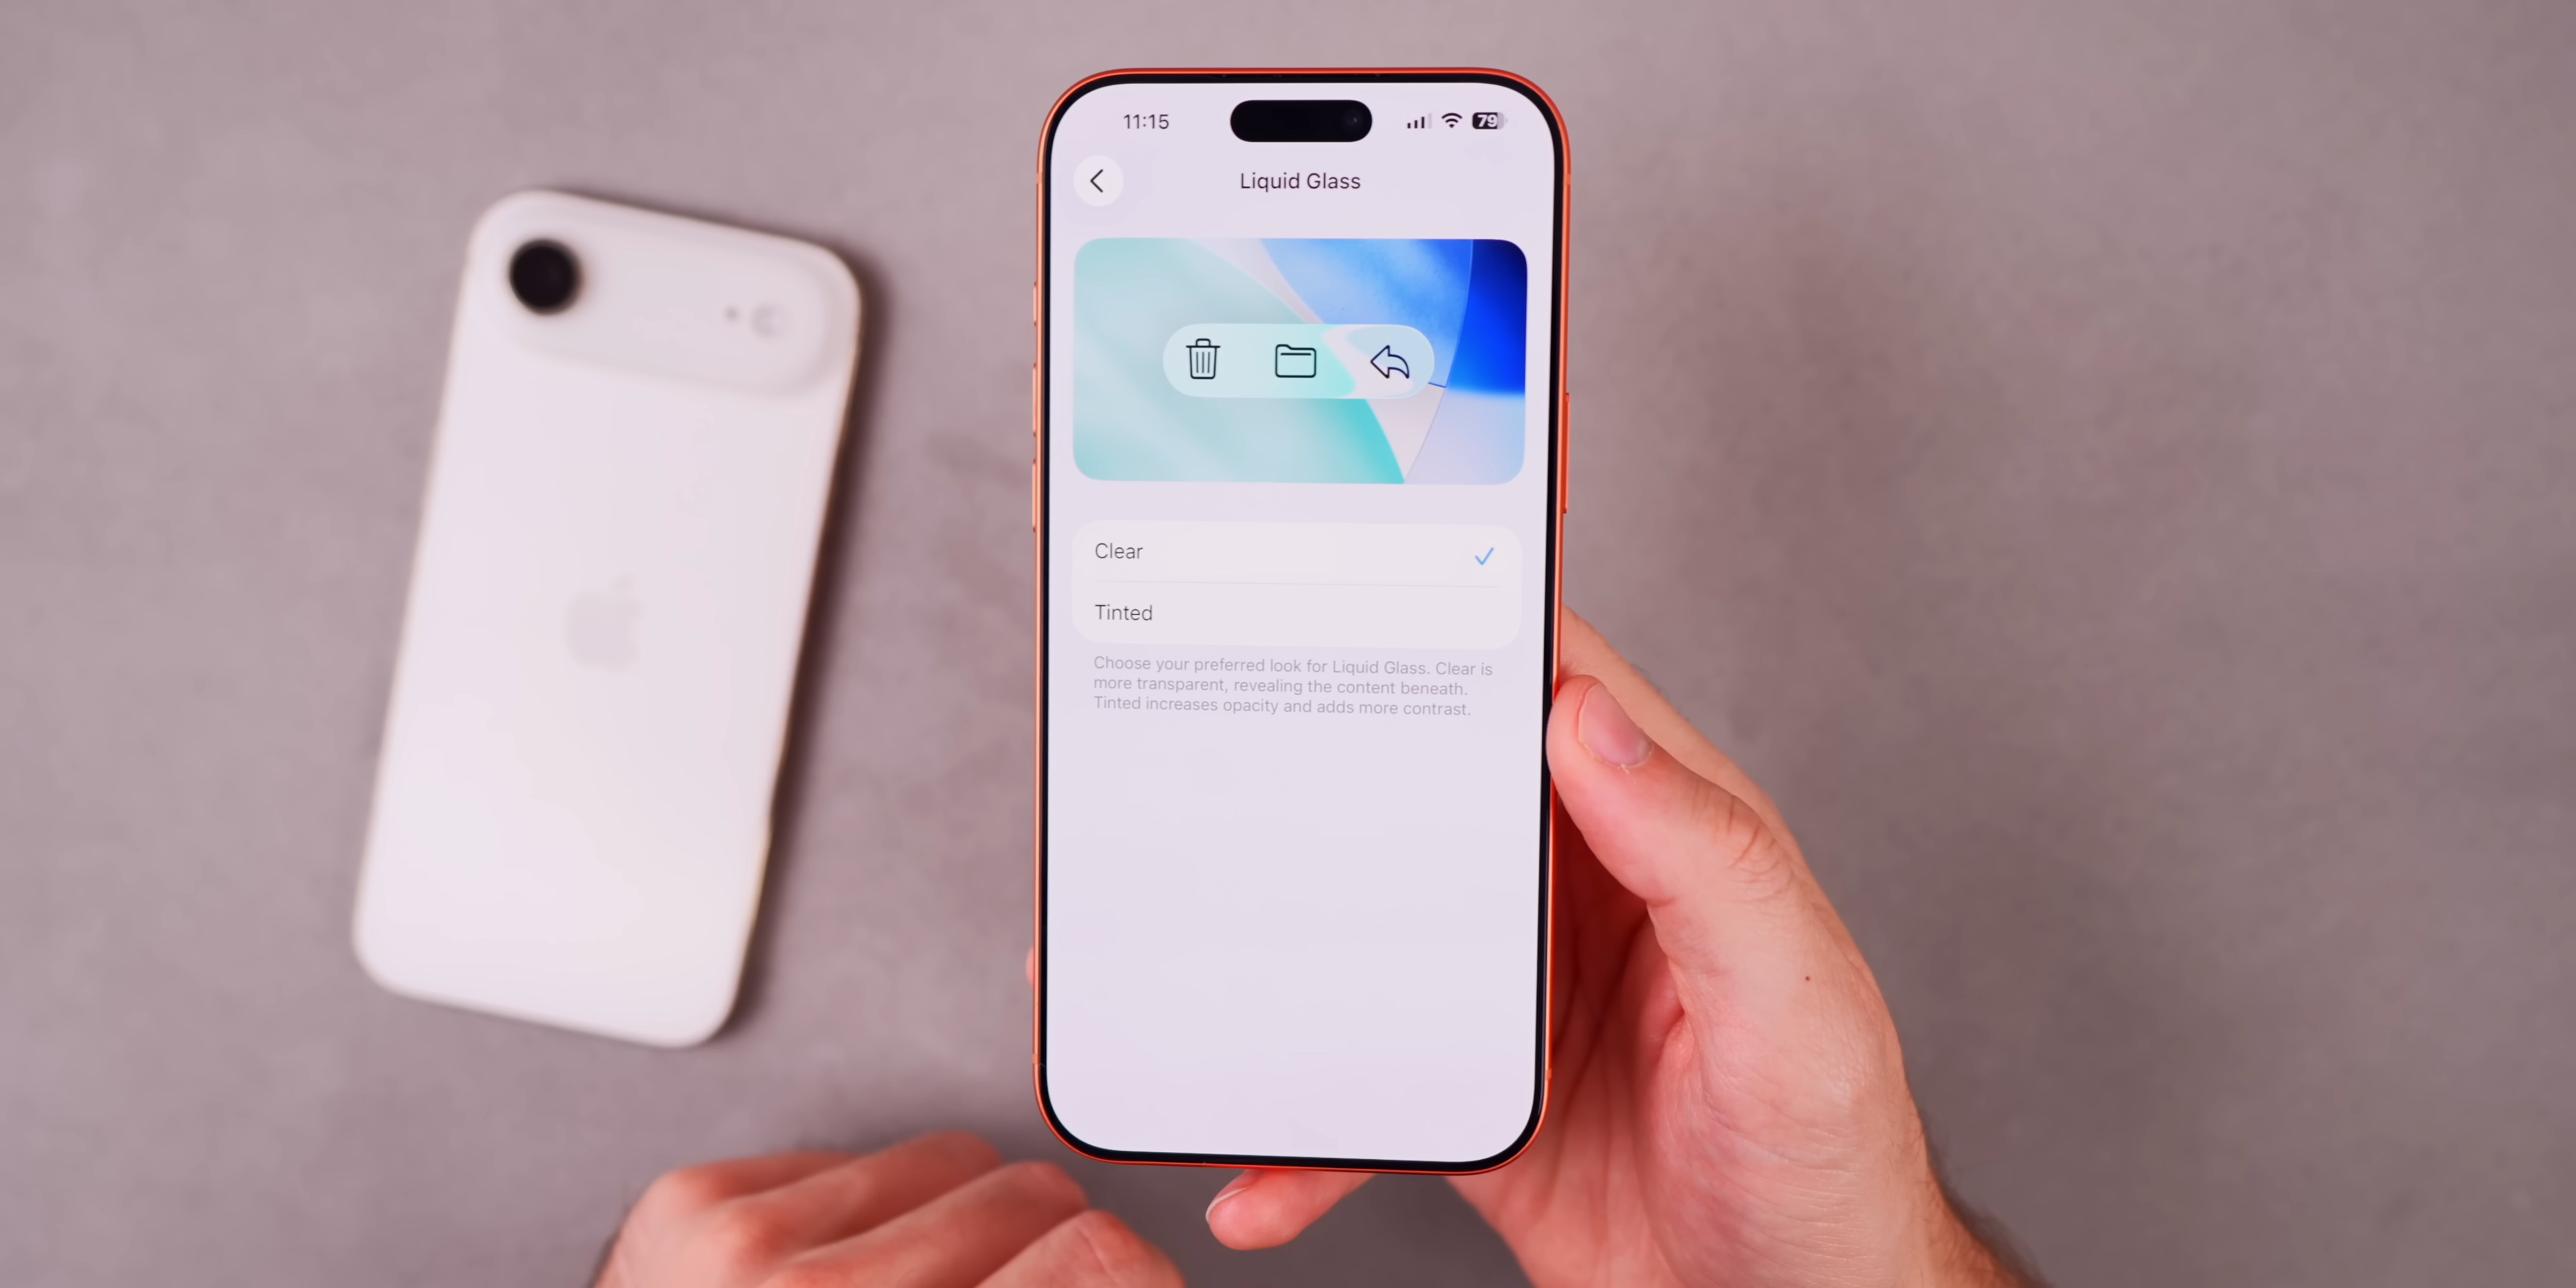 11:15
79
Liquid Glass
Clear
Tinted
Choose your preferred look for Liquid Glass. Clear is
more transparent, revealing the content beneath.
Tinted increases opacity and adds more contrast.